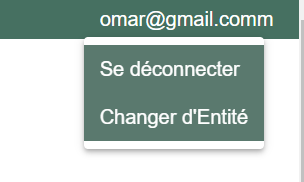 omar@gmail.comm
Se déconnecter
Changer d'Entité